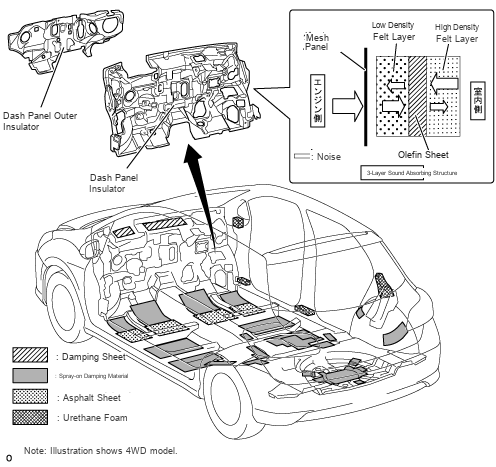 Dash Panel Outer
Insulator
Dash Panel
Insulator
Mesh
Panel
Low Density
Felt Layer
High Density
Felt Layer
エンジン側
室内側
: Noise
Olefin Sheet
3-Layer Sound Absorbing Structure
: Damping Sheet
: Spray-on Damping Material
: Asphalt Sheet
: Urethane Foam
Note: Illustration shows 4WD model.
o